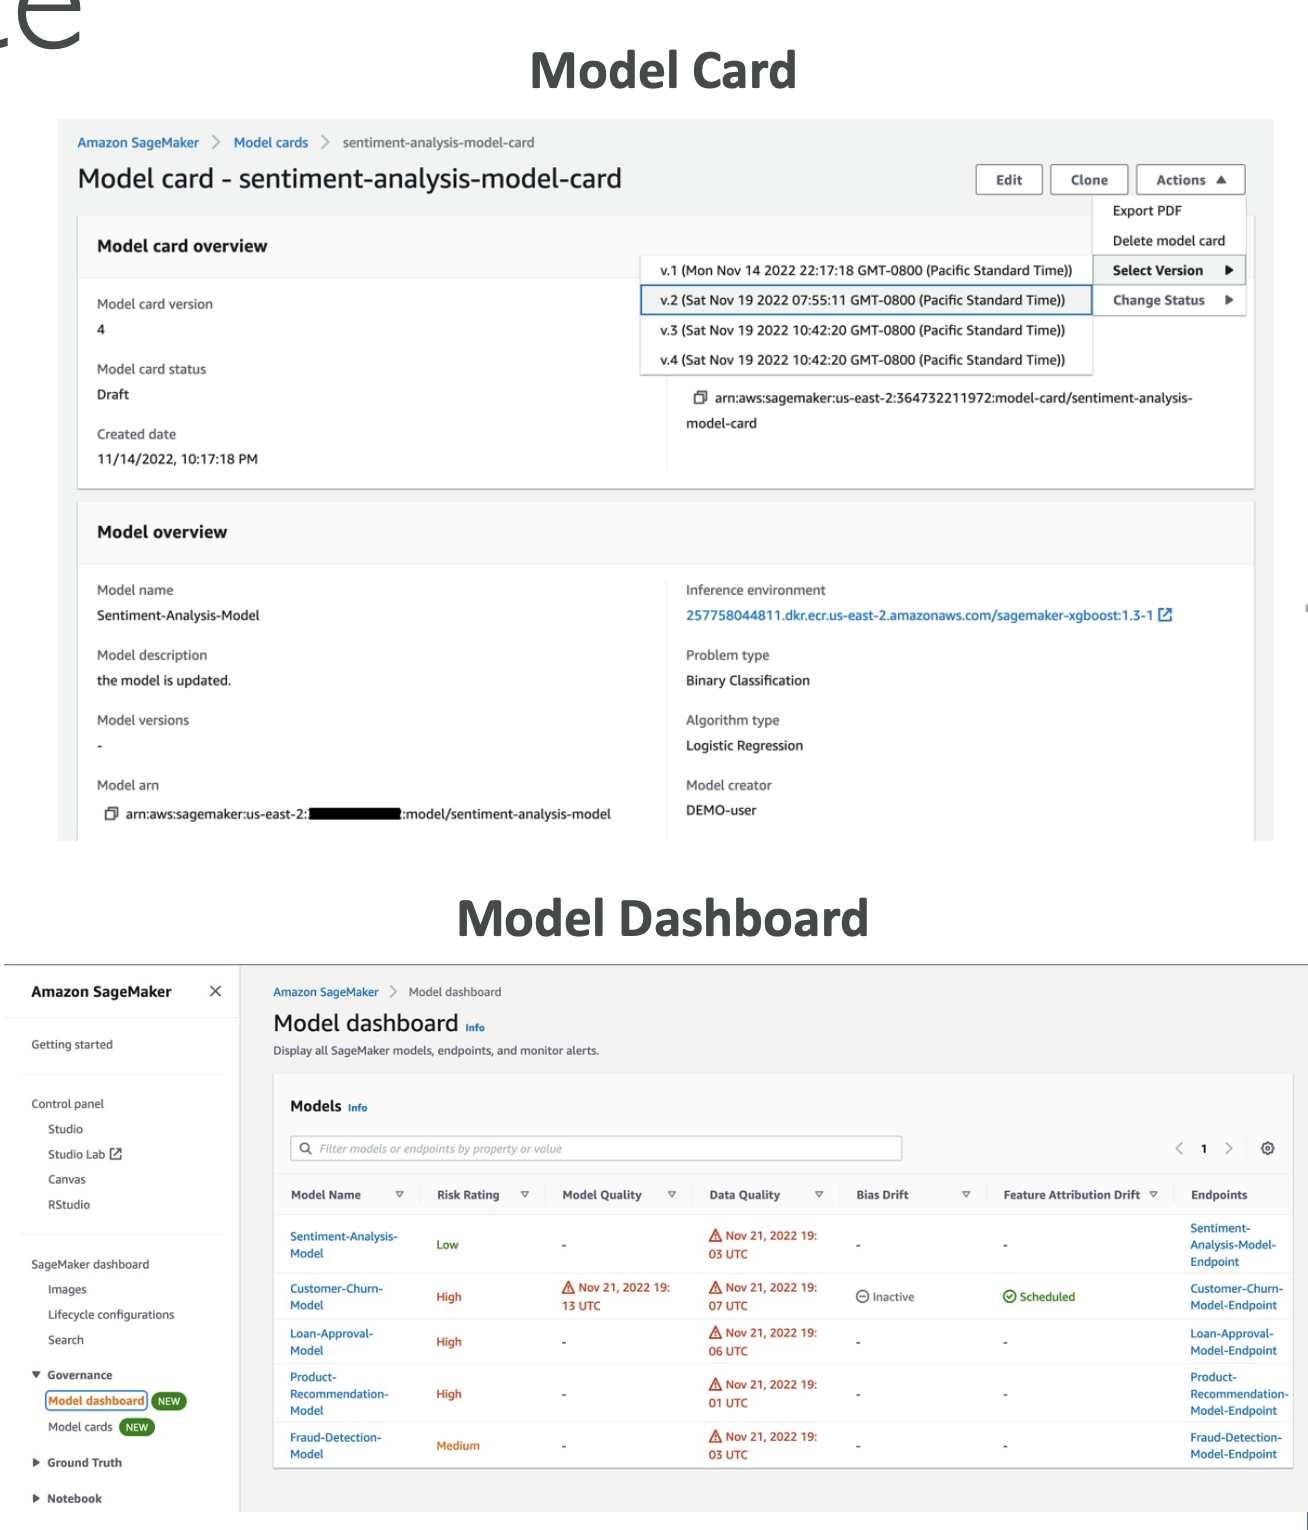 ce
Model Card
Amazon SageMaker > Model cards > sentiment-analysis-model-card
Model card - sentiment-analysis-model-card
Edit
Clone
Actions
Export PDF
Delete model card
Select Version
Change Status
v.1 (Mon Nov 14 2022 22:17:18 GMT-0800 (Pacific Standard Time))
v.2 (Sat Nov 19 2022 07:55:11 GMT-0800 (Pacific Standard Time))
v.3 (Sat Nov 19 2022 10:42:20 GMT-0800 (Pacific Standard Time))
v.4 (Sat Nov 19 2022 10:42:20 GMT-0800 (Pacific Standard Time))
Model card overview
Model card version
4
Model card status
Draft
Created date
11/14/2022, 10:17:18 PM
arn:aws:sagemaker:us-east-2:364732211972:model-card/sentiment-analysis-
model-card
Model overview
Model name
Sentiment-Analysis-Model
Model description
the model is updated.
Model versions
-
Model arn
arn:aws:sagemaker:us-east-2: :model/sentiment-analysis-model
Inference environment
257758044811.dkr.ecr.us-east-2.amazonaws.com/sagemaker-xgboost:1.3-1
Problem type
Binary Classification
Algorithm type
Logistic Regression
Model creator
DEMO-user
Model Dashboard
Amazon SageMaker
Getting started
Control panel
Studio
Studio Lab
Canvas
RStudio
SageMaker dashboard
Images
Lifecycle configurations
Search
Governance
Model dashboard NEW
Model cards NEW
Ground Truth
Notebook
Amazon SageMaker > Model dashboard
Model dashboard Info
Display all SageMaker models, endpoints, and monitor alerts.
Models Info
Filter models or endpoints by property or value
< 1 >
Model Name Risk Rating Model Quality Data Quality Bias Drift Feature Attribution Drift Endpoints
Sentiment-Analysis-
Model
Low
-
Nov 21, 2022 19:
03 UTC
-
-
Sentiment-
Analysis-Model-
Endpoint
Customer-Churn-
Model
High
Nov 21, 2022 19:
13 UTC
Nov 21, 2022 19:
07 UTC
Inactive
Scheduled
Customer-Churn-
Model-Endpoint
Loan-Approval-
Model
High
-
Nov 21, 2022 19:
06 UTC
-
-
Loan-Approval-
Model-Endpoint
Product-
Recommendation-
Model
High
-
Nov 21, 2022 19:
01 UTC
-
-
Product-
Recommendation-
Model-Endpoint
Fraud-Detection-
Model
Medium
-
Nov 21, 2022 19:
03 UTC
-
-
Fraud-Detection-
Model-Endpoint